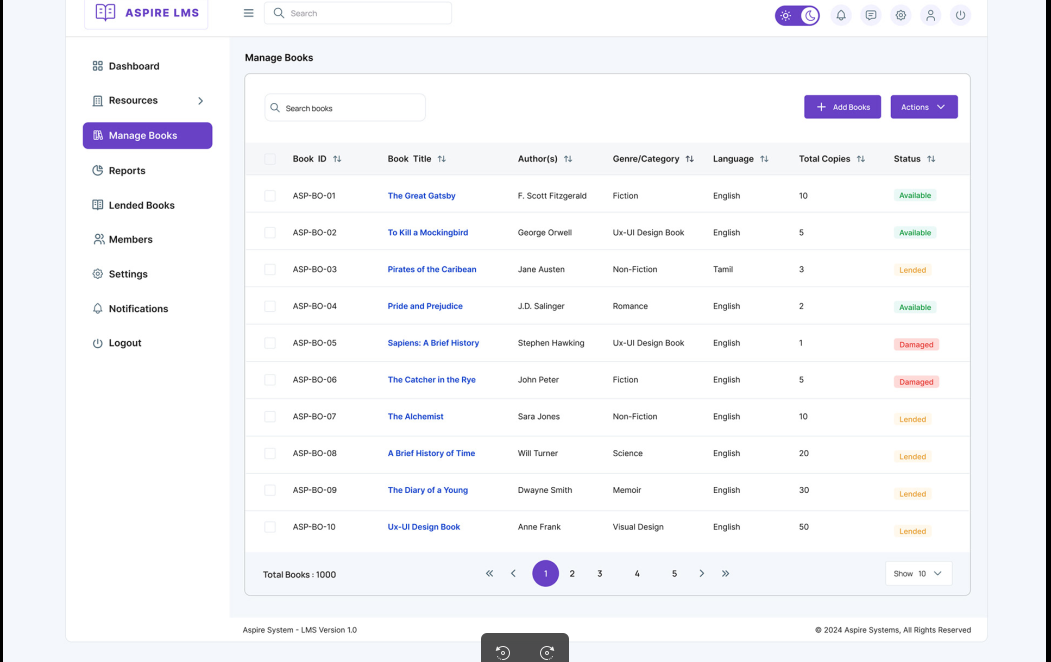 ASPIRE LMS
Search
Dashboard
Resources
Manage Books
Reports
Lended Books
Members
Settings
Notifications
Logout
Manage Books
Search books
Add Books
Actions
Book ID Book Title Author(s) Genre/Category Language Total Copies Status
ASP-BO-01 The Great Gatsby F. Scott Fitzgerald Fiction English 10 Available
ASP-BO-02 To Kill a Mockingbird George Orwell Ux-UI Design Book English 5 Available
ASP-BO-03 Pirates of the Caribean Jane Austen Non-Fiction Tamil 3 Lended
ASP-BO-04 Pride and Prejudice J.D. Salinger Romance English 2 Available
ASP-BO-05 Sapiens: A Brief History Stephen Hawking Ux-UI Design Book English 1 Damaged
ASP-BO-06 The Catcher in the Rye John Peter Fiction English 5 Damaged
ASP-BO-07 The Alchemist Sara Jones Non-Fiction English 10 Lended
ASP-BO-08 A Brief History of Time Will Turner Science English 20 Lended
ASP-BO-09 The Diary of a Young Dwayne Smith Memoir English 30 Lended
ASP-BO-10 Ux-UI Design Book Anne Frank Visual Design English 50 Lended
Total Books : 1000
1 2 3 4 5
Show 10
Aspire System - LMS Version 1.0
© 2024 Aspire Systems, All Rights Reserved